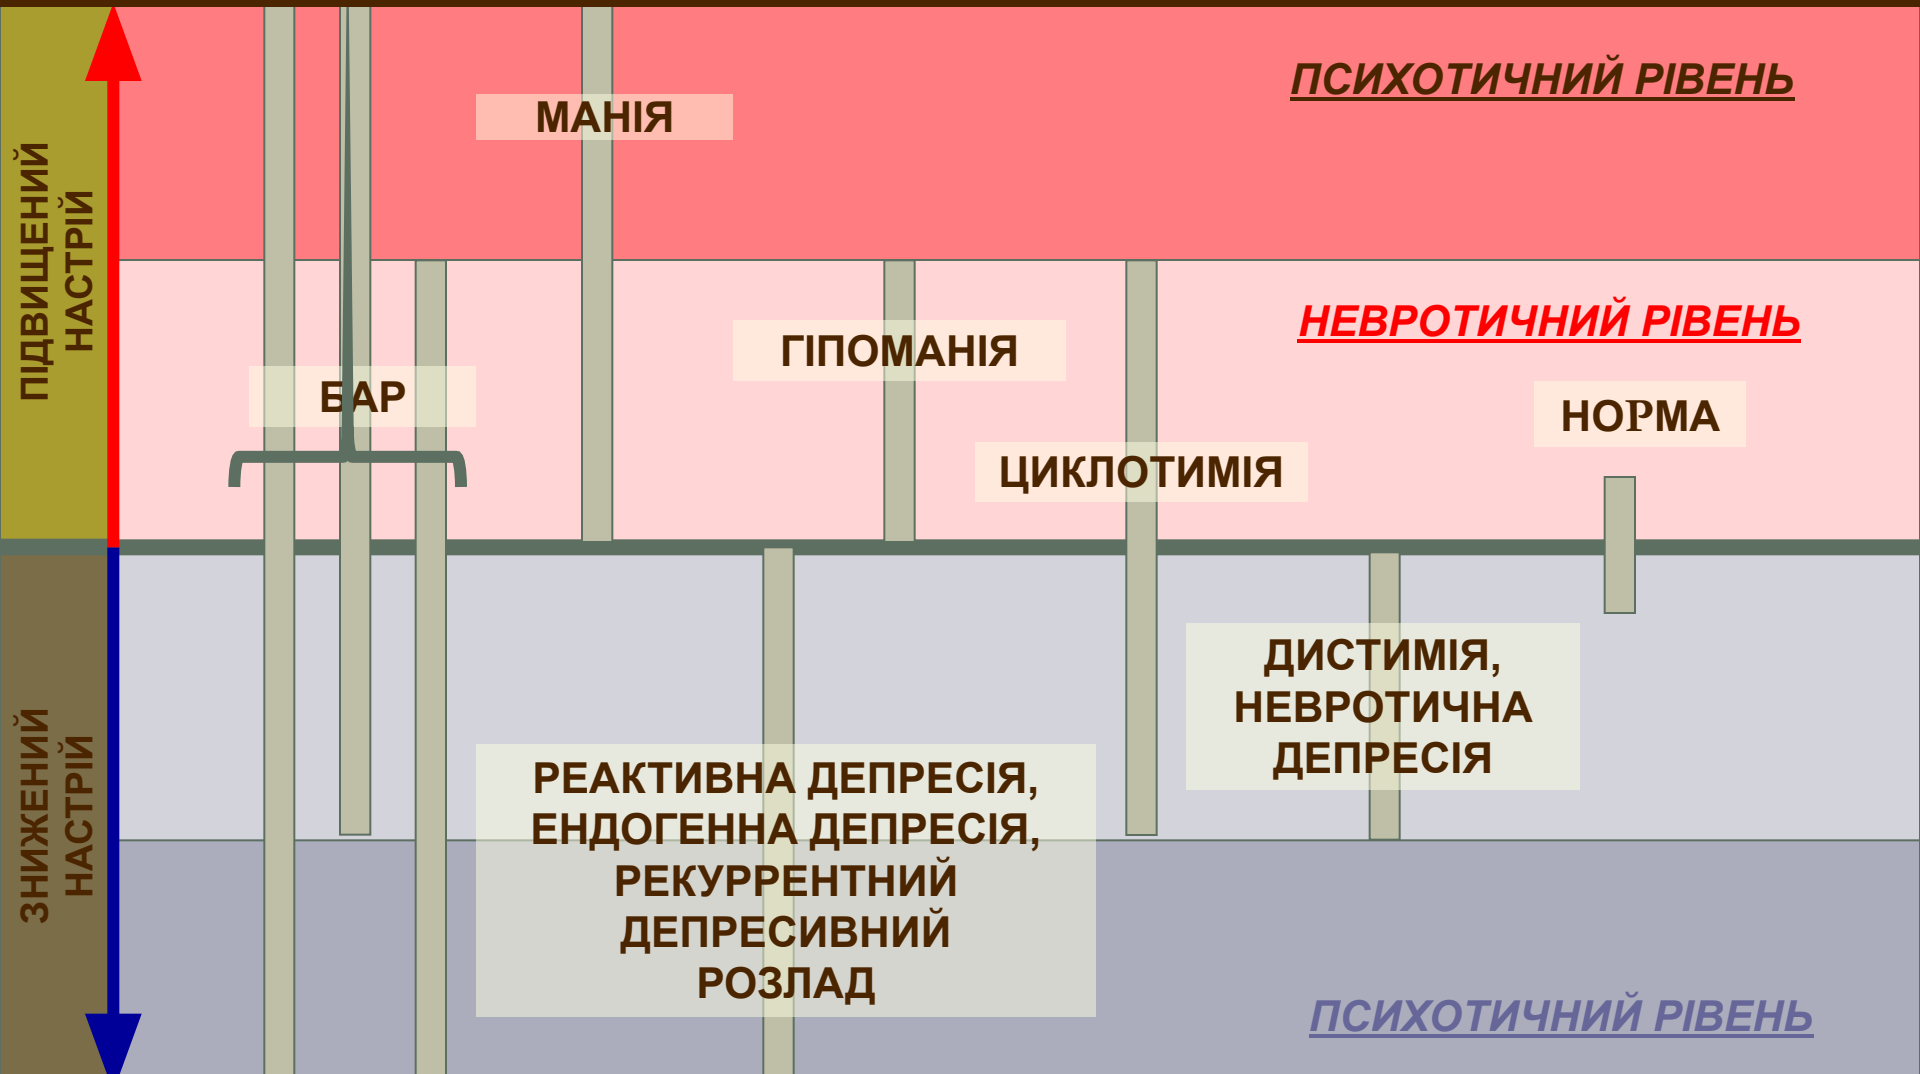 ПІДВИЩЕНИЙ
НАСТРІЙ
ЗНИЖЕНИЙ
НАСТРІЙ
ПСИХОТИЧНИЙ РІВЕНЬ
МАНІЯ
НЕВРОТИЧНИЙ РІВЕНЬ
ГІПОМАНІЯ
БАР
НОРМА
ЦИКЛОТИМІЯ
ДИСТИМІЯ,
НЕВРОТИЧНА
ДЕПРЕСІЯ
РЕАКТИВНА ДЕПРЕСІЯ,
ЕНДОГЕННА ДЕПРЕСІЯ,
РЕКУРРЕНТНИЙ
ДЕПРЕСИВНИЙ
РОЗЛАД
ПСИХОТИЧНИЙ РІВЕНЬ